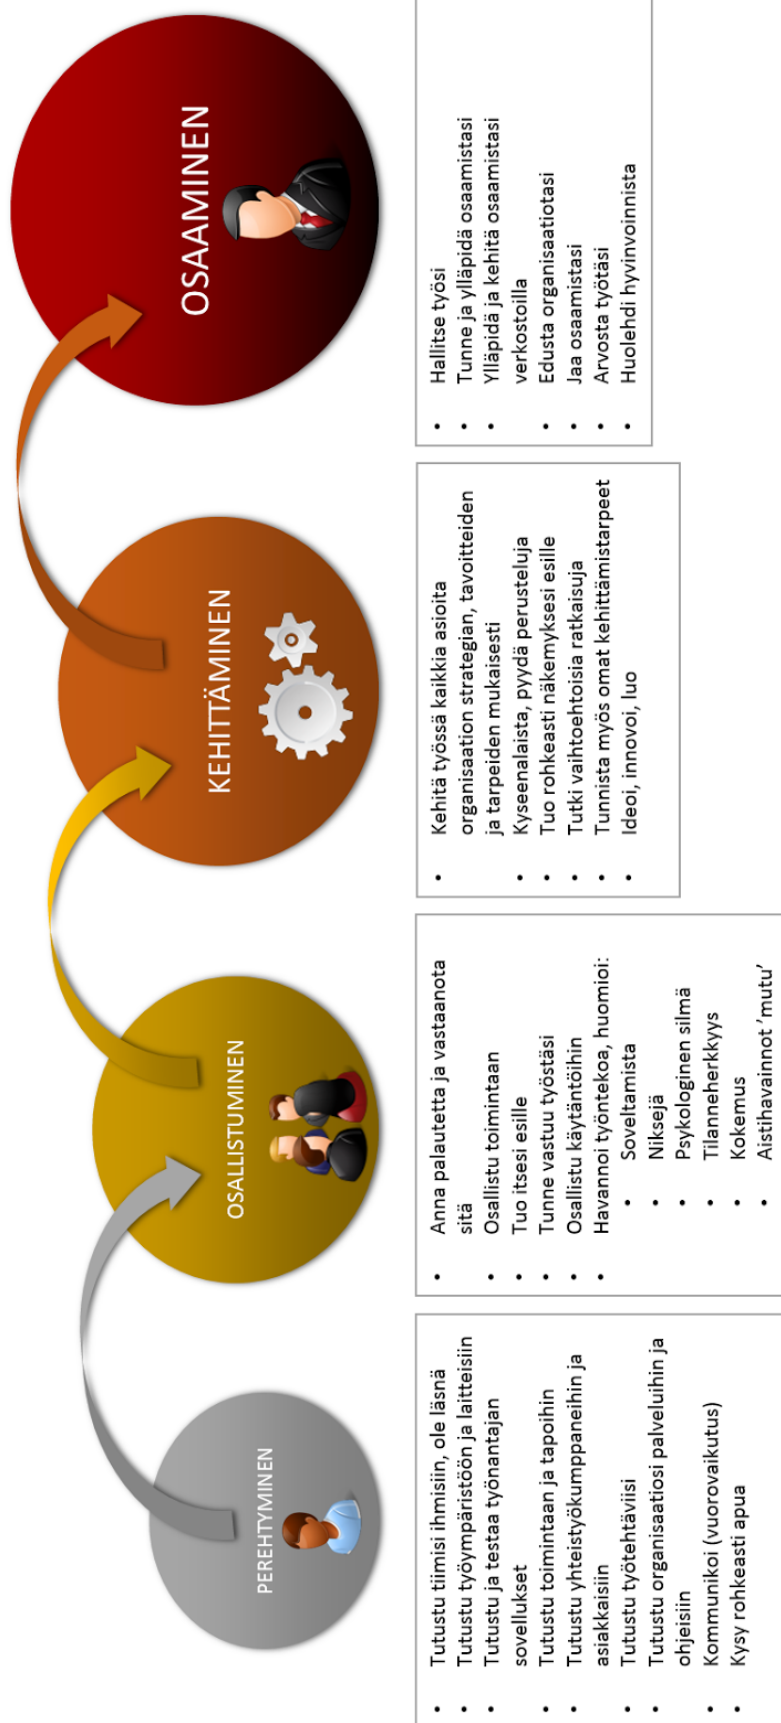 PEREHTYMINEN
• Tutustu tiimisi ihmisiin, ole läsnä
• Tutustu työympäristöön ja laitteisiin
• Tutustu ja testaa työnantajan
sovellukset
• Tutustu toimintaan ja tapoihin
• Tutustu yhteistyökumppaneihin ja
asiakkaisiin
• Tutustu työtehtäviisi
• Tutustu organisaatiosi palveluihin ja
ohjeisiin
• Kommunikoi (vuorovaikutus)
• Kysy rohkeasti apua
OSALLISTUMINEN
• Anna palautetta ja vastaanota
sitä
• Osallistu toimintaan
• Tuo itsesi esille
• Tunne vastuu työstäsi
• Osallistu käytäntöihin
• Havannoi työntekoa, huomioi:
• Soveltamista
• Niksejä
• Psykologinen silmä
• Tilanneherkkyys
• Kokemus
• Aistihavainnot ’mutu’
KEHITTÄMINEN
• Kehitä työssä kaikkia asioita
organisaation strategian, tavoitteiden
ja tarpeiden mukaisesti
• Kyseenalaista, pyydä perusteluja
• Tuo rohkeasti näkemyksesi esille
• Tutki vaihtoehtoisia ratkaisuja
• Tunnista myös omat kehittämistarpeet
• Ideoi, innovoi, luo
OSAAMINEN
• Hallitse työsi
• Tunne ja ylläpidä osaamistasi
• Ylläpidä ja kehitä osaamistasi
verkostoilla
• Edusta organisaatiotasi
• Jaa osaamistasi
• Arvosta työtäsi
• Huolehdi hyvinvoinnista